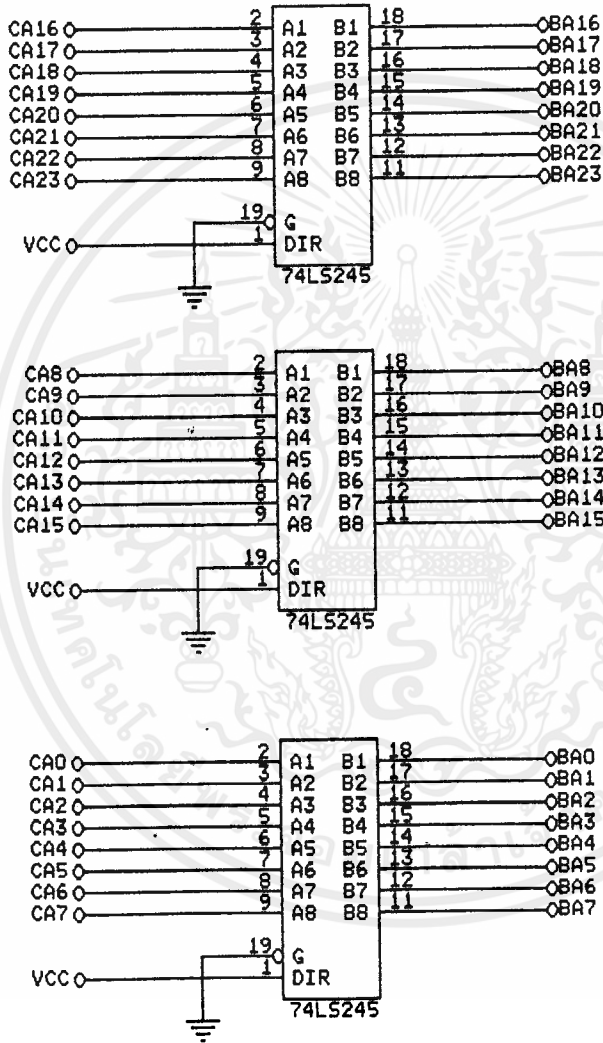 CA16 2 A1 B1 18 BA16
CA17 3 A2 B2 17 BA17
CA18 4 A3 B3 16 BA18
CA19 5 A4 B4 15 BA19
CA20 6 A5 B5 14 BA20
CA21 7 A6 B6 13 BA21
CA22 8 A7 B7 12 BA22
CA23 9 A8 B8 11 BA23
19 G
VCC 1 DIR
74LS245
CA8 2 A1 B1 18 BA8
CA9 3 A2 B2 17 BA9
CA10 4 A3 B3 16 BA10
CA11 5 A4 B4 15 BA11
CA12 6 A5 B5 14 BA12
CA13 7 A6 B6 13 BA13
CA14 8 A7 B7 12 BA14
CA15 9 A8 B8 11 BA15
19 G
VCC 1 DIR
74LS245
CA0 2 A1 B1 18 BA0
CA1 3 A2 B2 17 BA1
CA2 4 A3 B3 16 BA2
CA3 5 A4 B4 15 BA3
CA4 6 A5 B5 14 BA4
CA5 7 A6 B6 13 BA5
CA6 8 A7 B7 12 BA6
CA7 9 A8 B8 11 BA7
19 G
VCC 1 DIR
74LS245